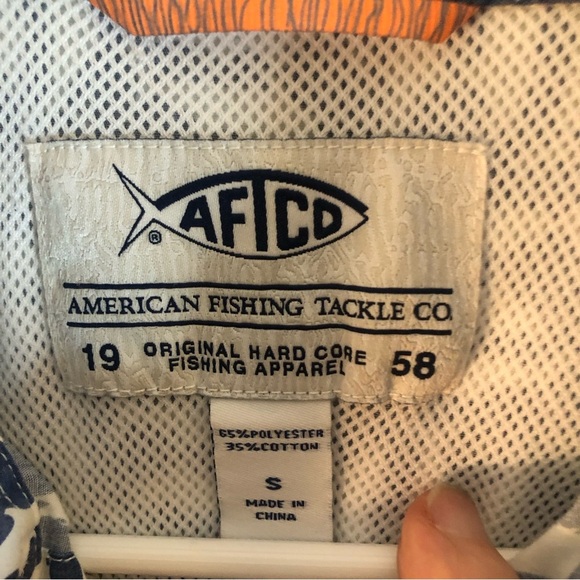 AFTCO
®
AMERICAN FISHING TACKLE CO.
19 ORIGINAL HARD CORE 58
FISHING APPAREL
65%POLYESTER
35%COTTON
S
MADE IN
CHINA